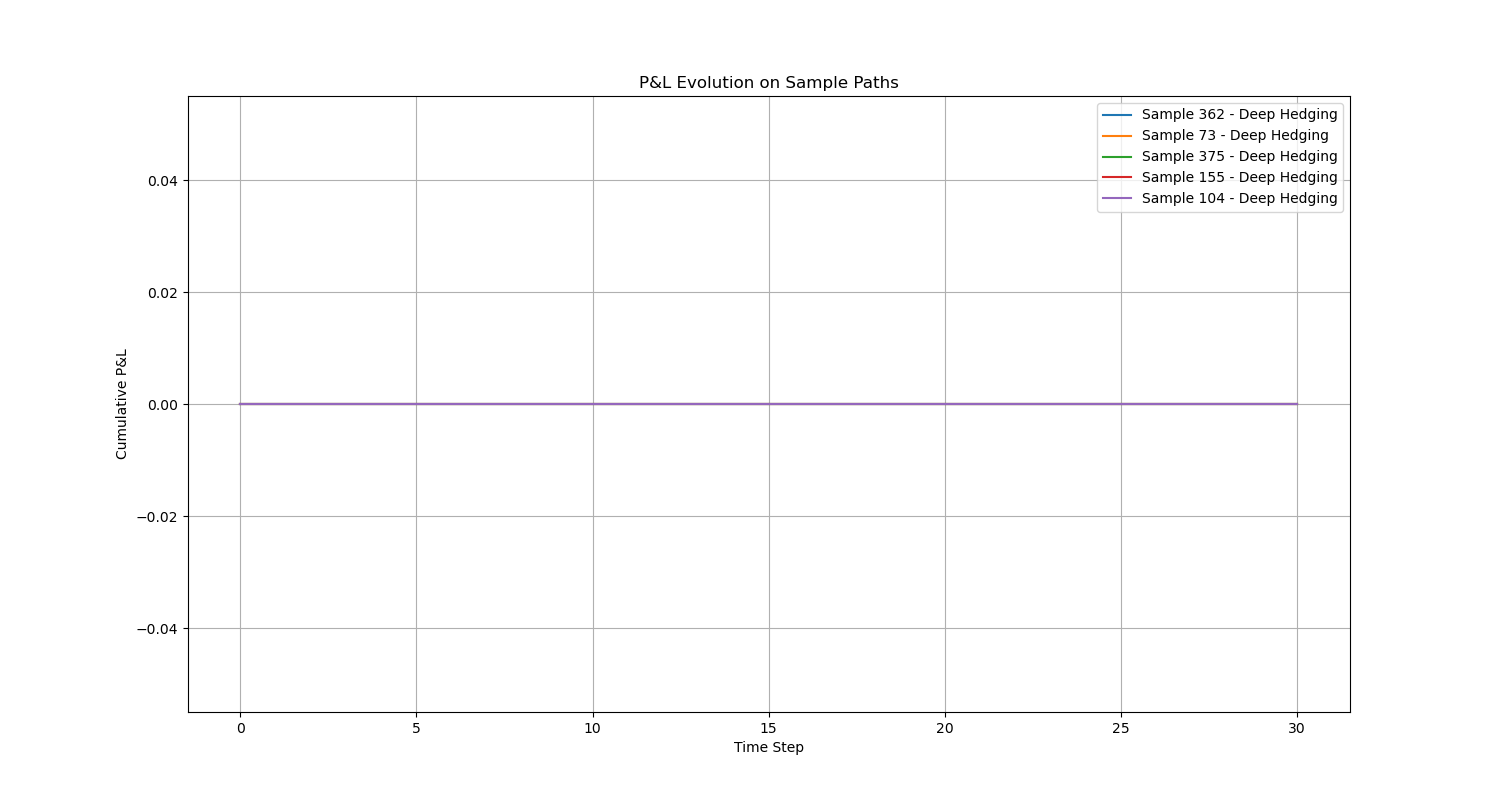 P&L Evolution on Sample Paths
Sample 362 - Deep Hedging
Sample 73 - Deep Hedging
Sample 375 - Deep Hedging
Sample 155 - Deep Hedging
Sample 104 - Deep Hedging
0.04
0.02
0.00
−0.02
−0.04
Cumulative P&L
0 5 10 15 20 25 30
Time Step